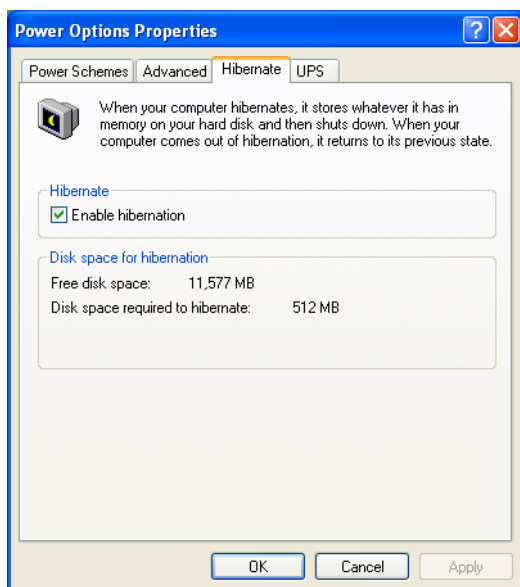 Power Options Properties
Power Schemes Advanced Hibernate UPS
When your computer hibernates, it stores whatever it has in
memory on your hard disk and then shuts down. When your
computer comes out of hibernation, it returns to its previous state.
Hibernate
Enable hibernation
Disk space for hibernation
Free disk space: 11,577 MB
Disk space required to hibernate: 512 MB
OK Cancel Apply